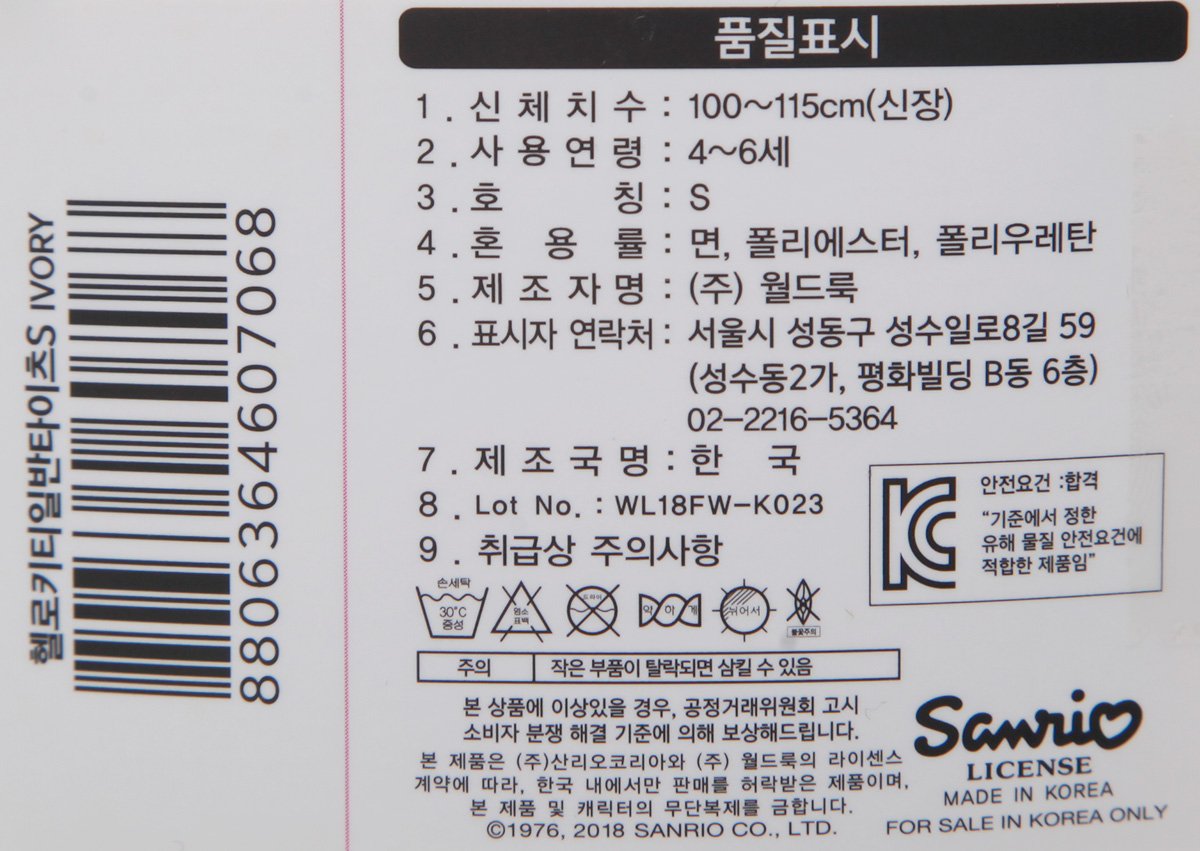 헬로키티일반타이츠S IVORY
8806364607068
품질표시
1. 신체치수 : 100~115cm(신장)
2. 사용연령 : 4~6세
3. 호칭 : S
4. 혼용률 : 면, 폴리에스터, 폴리우레탄
5. 제조자명 : (주) 월드룩
6. 표시자 연락처 : 서울시 성동구 성수일로8길 59
(성수동2가, 평화빌딩 B동 6층)
02-2216-5364
7. 제조국명 : 한국
8. Lot No. : WL18FW-K023
9. 취급상 주의사항
안전요건 :합격
"기준에서 정한
유해 물질 안전요건에
적합한 제품임"
손세탁
30°C
중성
염소
표백
드라이
약하게
뉘어서
불꽃주의
주의 작은 부품이 탈락되면 삼킬 수 있음
본 상품에 이상있을 경우, 공정거래위원회 고시
소비자 분쟁 해결 기준에 의해 보상해드립니다.
본 제품은 (주)산리오코리아와 (주) 월드룩의 라이센스
계약에 따라, 한국 내에서만 판매를 허락받은 제품이며,
본 제품 및 캐릭터의 무단복제를 금합니다.
©1976, 2018 SANRIO CO., LTD.
Sanrio
LICENSE
MADE IN KOREA
FOR SALE IN KOREA ONLY